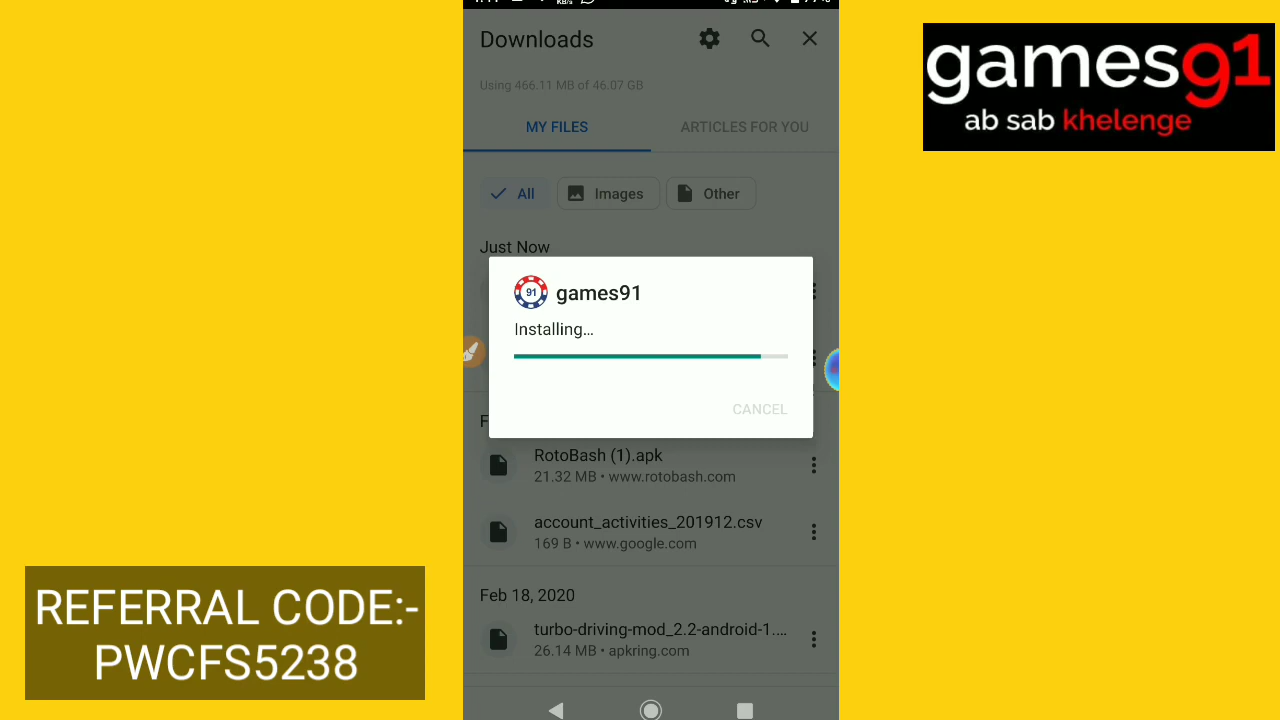 Downloads
Using 466.11 MB of 46.07 GB
MY FILES
ARTICLES FOR YOU
All
Images
Other
Just Now
91
games91
Installing...
CANCEL
F
RotoBash (1).apk
21.32 MB • www.rotobash.com
account_activities_201912.csv
169 B • www.google.com
Feb 18, 2020
turbo-driving-mod_2.2-android-1....
26.14 MB • apkring.com
games91
ab sab khelenge
REFERRAL CODE:-
PWCFS5238